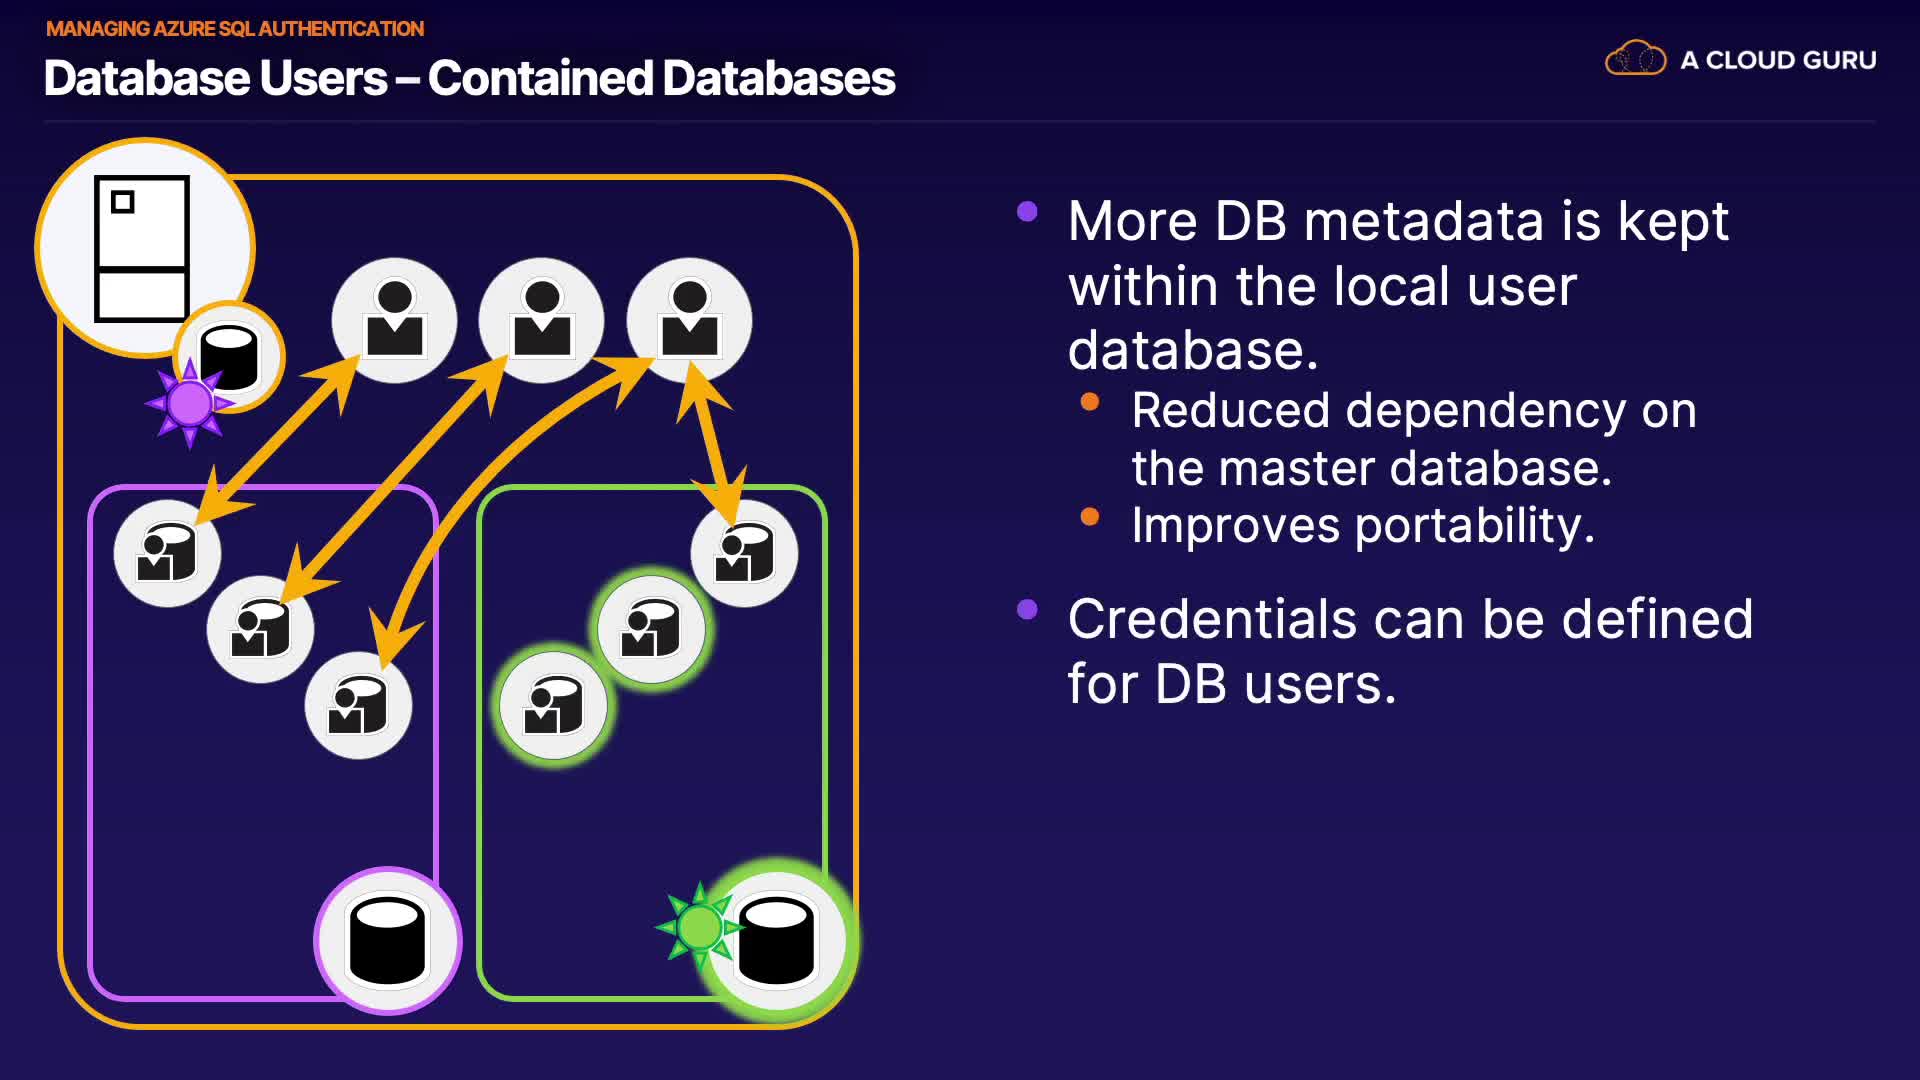 MANAGING AZURE SQL AUTHENTICATION
Database Users – Contained Databases
A CLOUD GURU
More DB metadata is kept
within the local user
database.
Reduced dependency on
the master database.
Improves portability.
Credentials can be defined
for DB users.